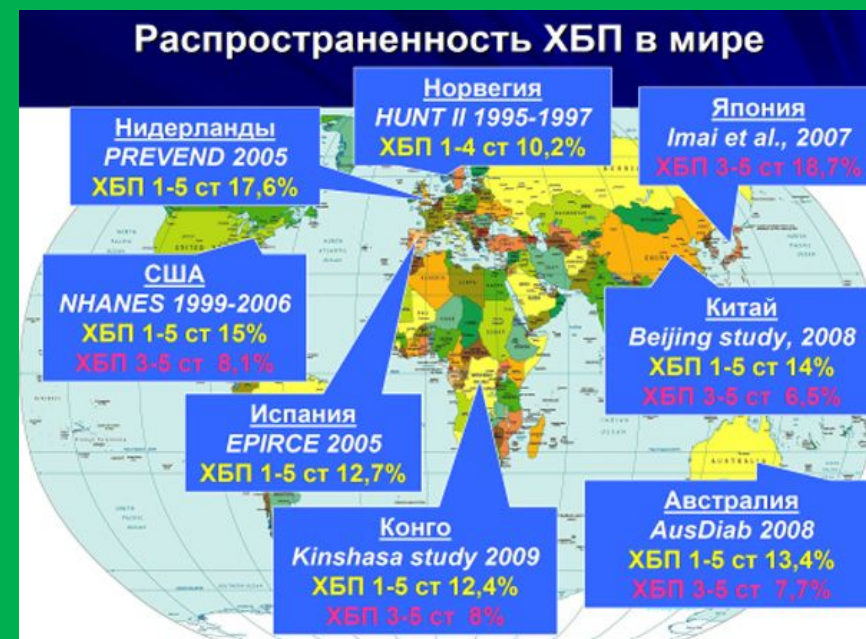 Распространенность ХБП в мире
Норвегия
HUNT II 1995-1997
ХБП 1-4 ст 10,2%
Нидерланды
PREVEND 2005
ХБП 1-5 ст 17,6%
Япония
Imai et al., 2007
ХБП 3-5 ст 18,7%
США
NHANES 1999-2006
ХБП 1-5 ст 15%
ХБП 3-5 ст 8,1%
Китай
Beijing study, 2008
ХБП 1-5 ст 14%
ХБП 3-5 ст 6,5%
Испания
EPIRCE 2005
ХБП 1-5 ст 12,7%
Конго
Kinshasa study 2009
ХБП 1-5 ст 12,4%
ХБП 3-5 ст 8%
AUSTRALIA
Австралия
AusDiab 2008
ХБП 1-5 ст 13,4%
ХБП 3-5 ст 7,7%